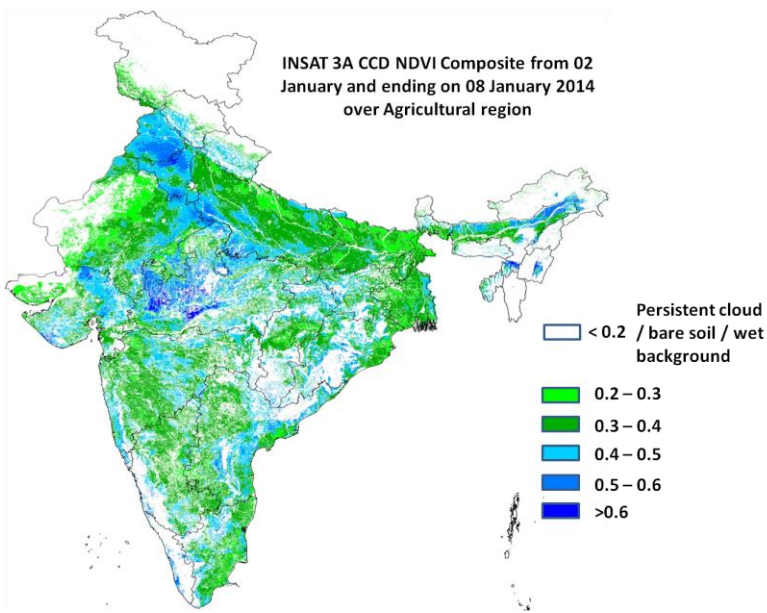 INSAT 3A CCD NDVI Composite from 02
January and ending on 08 January 2014
over Agricultural region
< 0.2
Persistent cloud
/ bare soil / wet
background
0.2 – 0.3
0.3 – 0.4
0.4 – 0.5
0.5 – 0.6
>0.6